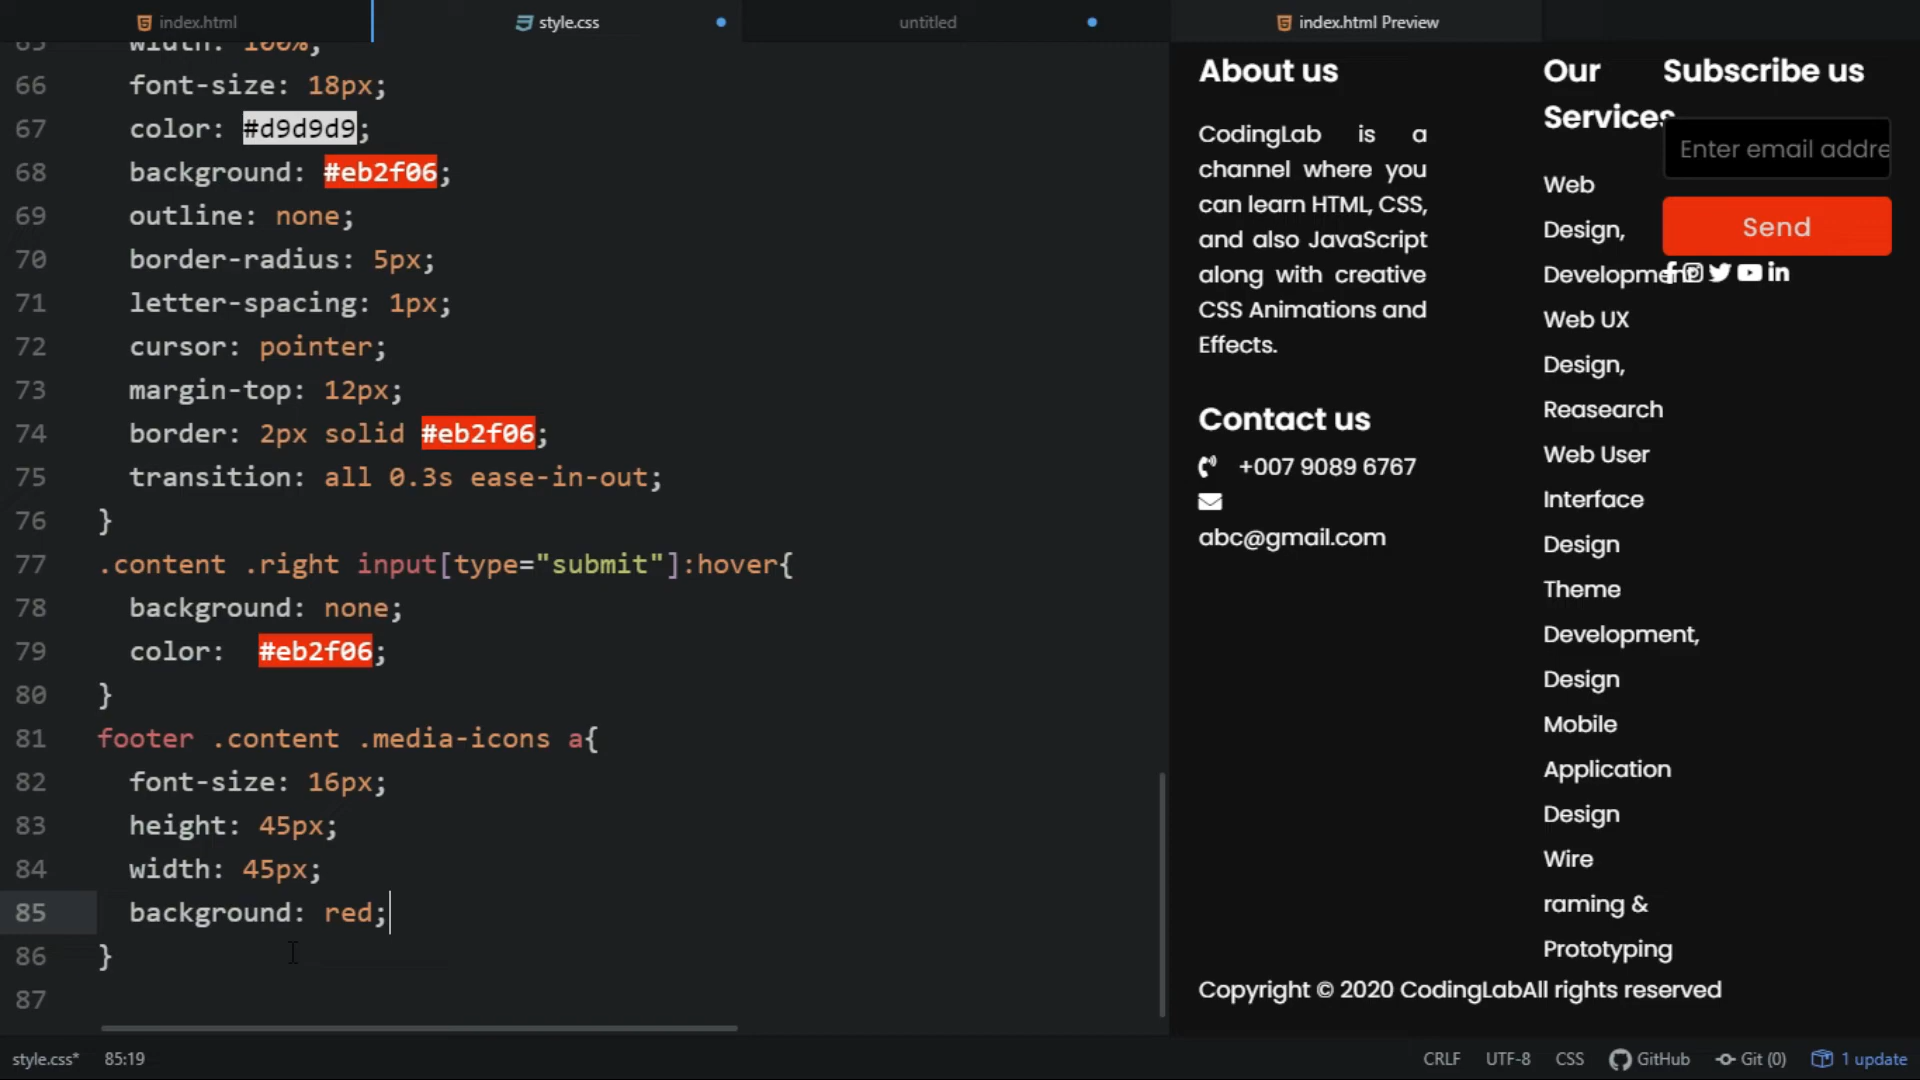 index.html
style.css
untitled
index.html Preview
65 width: 100%;
66 font-size: 18px;
67 color: #d9d9d9;
68 background: #eb2f06;
69 outline: none;
70 border-radius: 5px;
71 letter-spacing: 1px;
72 cursor: pointer;
73 margin-top: 12px;
74 border: 2px solid #eb2f06;
75 transition: all 0.3s ease-in-out;
76 }
77 .content .right input[type="submit"]:hover{
78 background: none;
79 color:  #eb2f06;
80 }
81 footer .content .media-icons a{
82 font-size: 16px;
83 height: 45px;
84 width: 45px;
85 background: red;
86 }
87
About us
CodingLab is a
channel where you
can learn HTML, CSS,
and also JavaScript
along with creative
CSS Animations and
Effects.
Contact us
+007 9089 6767
abc@gmail.com
Our
Services
Web
Design,
Development
Web UX
Design,
Reasearch
Web User
Interface
Design
Theme
Development,
Design
Mobile
Application
Design
Wire
raming &
Prototyping
Subscribe us
Enter email addre
Send
Copyright © 2020 CodingLabAll rights reserved
style.css* 85:19
CRLF UTF-8 CSS GitHub Git (0) 1 update